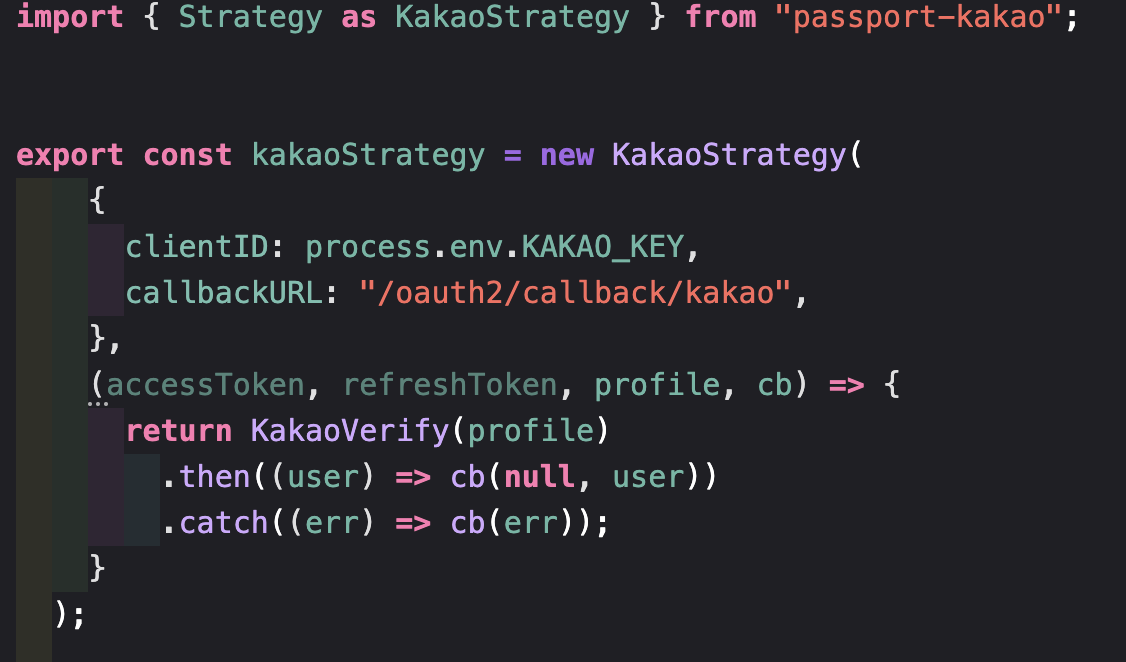 import { Strategy as KakaoStrategy } from "passport-kakao";
export const kakaoStrategy = new KakaoStrategy(
{
clientID: process.env.KAKAO_KEY,
callbackURL: "/oauth2/callback/kakao",
},
(accessToken, refreshToken, profile, cb) => {
return KakaoVerify(profile)
.then((user) => cb(null, user))
.catch((err) => cb(err));
}
);